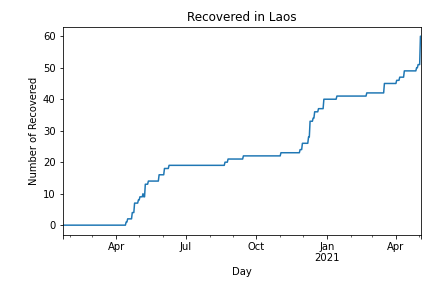 Recovered in Laos
Number of Recovered
60
50
40
30
20
10
0
Apr
Jul
Oct
Jan
2021
Apr
Day